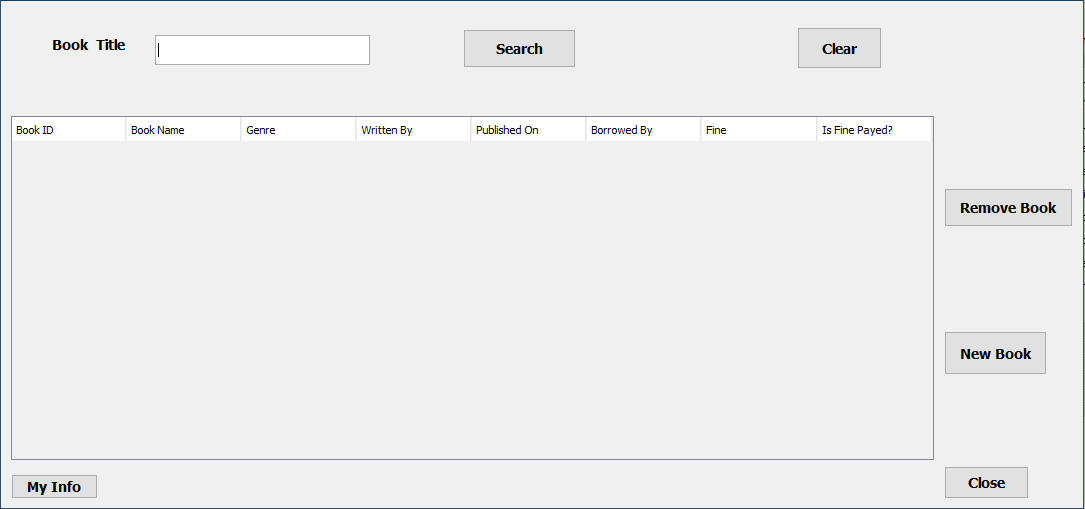 Book Title Search Clear
Book ID Book Name Genre Written By Published On Borrowed By Fine Is Fine Payed?
Remove Book
New Book
My Info Close